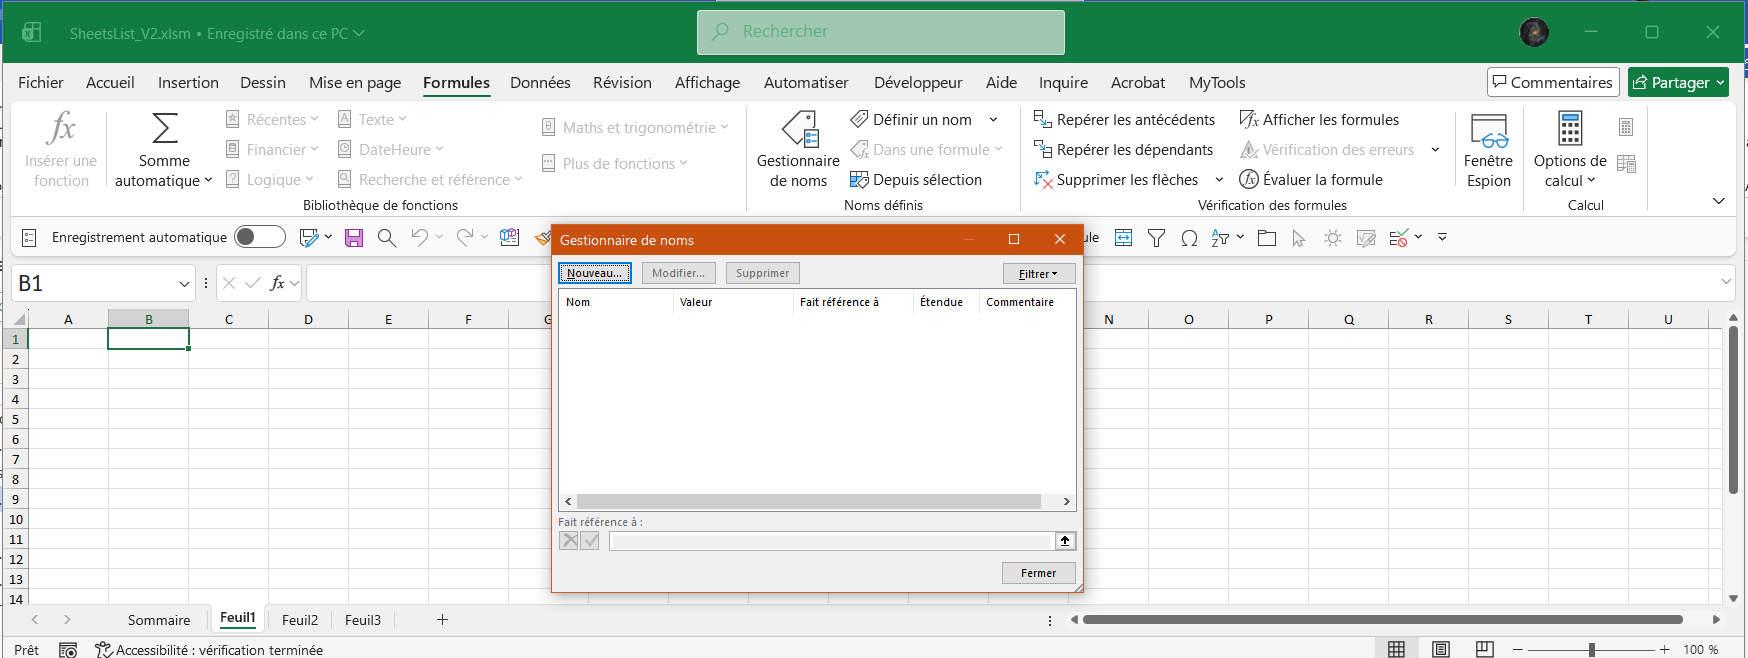 SheetsList_V2.xlsm • Enregistré dans ce PC
Rechercher
Fichier Accueil Insertion Dessin Mise en page Formules Données Révision Affichage Automatiser Développeur Aide Inquire Acrobat MyTools
Commentaires Partager
Insérer une fonction
Somme automatique
Récentes
Financier
Logique
Texte
DateHeure
Recherche et référence
Maths et trigonométrie
Plus de fonctions
Bibliothèque de fonctions
Gestionnaire de noms
Définir un nom
Dans une formule
Depuis sélection
Noms définis
Repérer les antécédents
Repérer les dépendants
Supprimer les flèches
Afficher les formules
Vérification des erreurs
Évaluer la formule
Vérification des formules
Fenêtre Espion
Options de calcul
Calcul
Enregistrement automatique
ule
B1
fx
Gestionnaire de noms
Nouveau... Modifier... Supprimer Filtrer
Nom Valeur Fait référence à Étendue Commentaire
Fait référence à :
Fermer
A B C D E F G N O P Q R S T U
1
2
3
4
5
6
7
8
9
10
11
12
13
14
Sommaire Feuil1 Feuil2 Feuil3
Prêt Accessibilité : vérification terminée 100 %